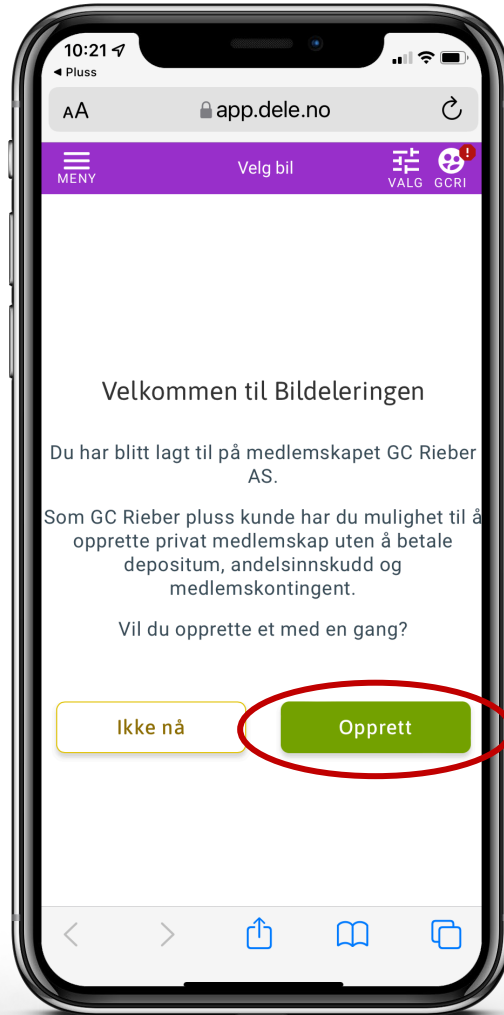 10:21
◀ Pluss
AA app.dele.no
MENY Velg bil VALG GCRI
Velkommen til Bildeleringen
Du har blitt lagt til på medlemskapet GC Rieber
AS.
Som GC Rieber pluss kunde har du mulighet til å
opprette privat medlemskap uten å betale
depositum, andelsinnskudd og
medlemskontingent.
Vil du opprette et med en gang?
Ikke nå Opprett